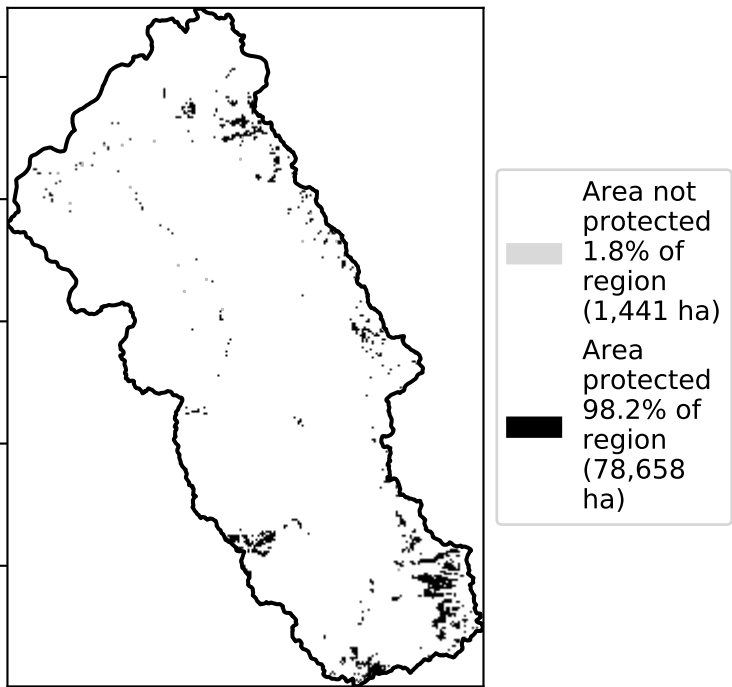 Area not
protected
1.8% of
region
(1,441 ha)
Area
protected
98.2% of
region
(78,658
ha)